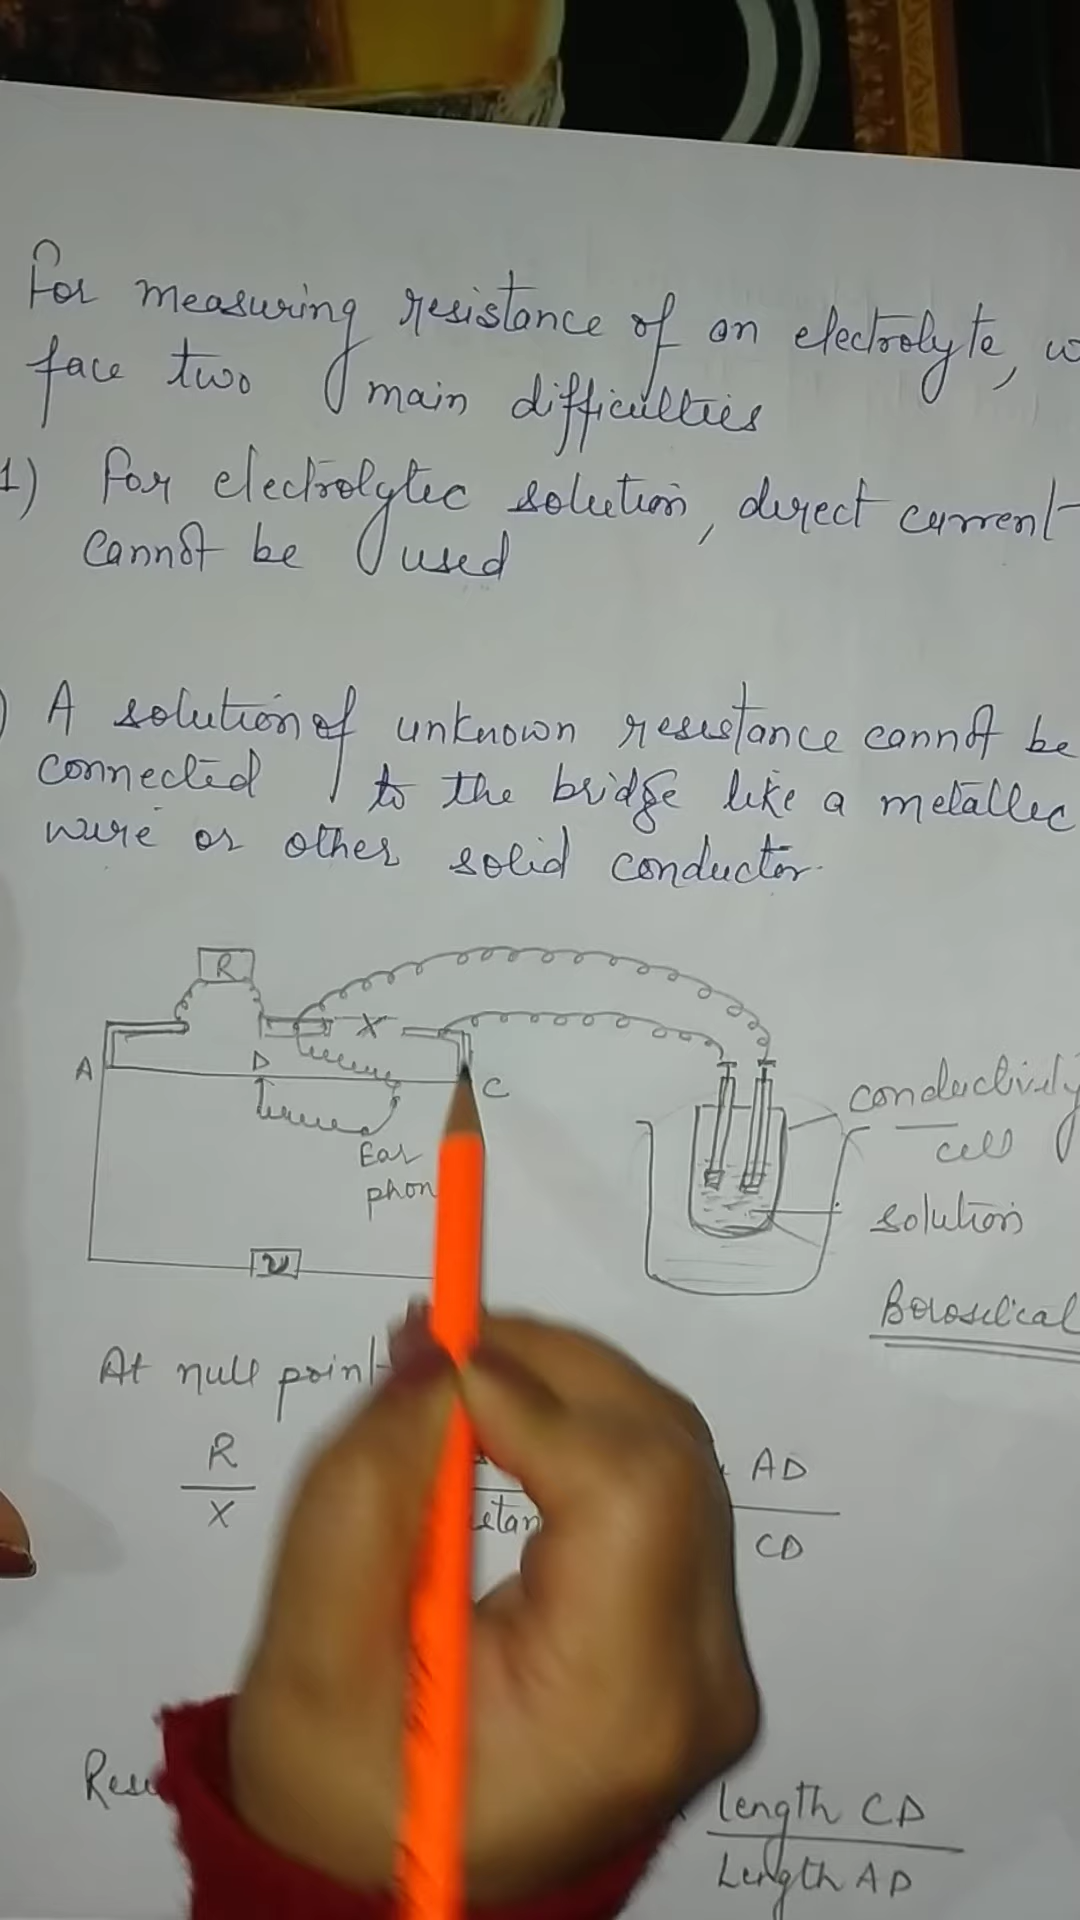 For measuring resistance of an electrolyte,
face two main difficulties
1) For electrolytic solution, direct current
cannot be used
) A solution of unknown resistance cannot be
connected to the bridge like a metallic
wire or other solid conductor.
R
X
A
D
C
Ear
phon
conductivity
cell
solution
At null point
R
X
AD
CD
length CD
Length AD